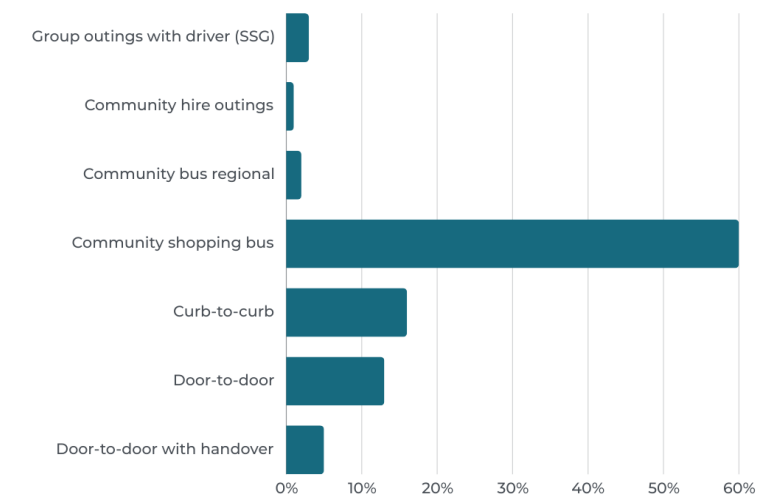 Group outings with driver (SSG)
Community hire outings
Community bus regional
Community shopping bus
Curb-to-curb
Door-to-door
Door-to-door with handover
0% 10% 20% 30% 40% 50% 60%